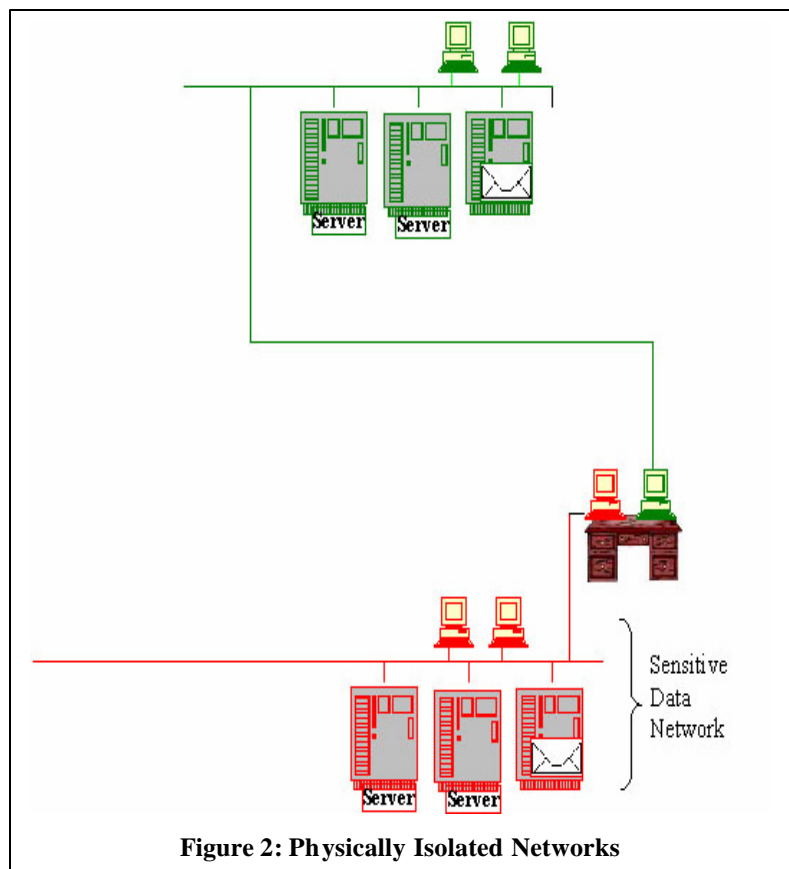 Server
Server
Sensitive
Data
Network
Server
Server
Figure 2: Physically Isolated Networks